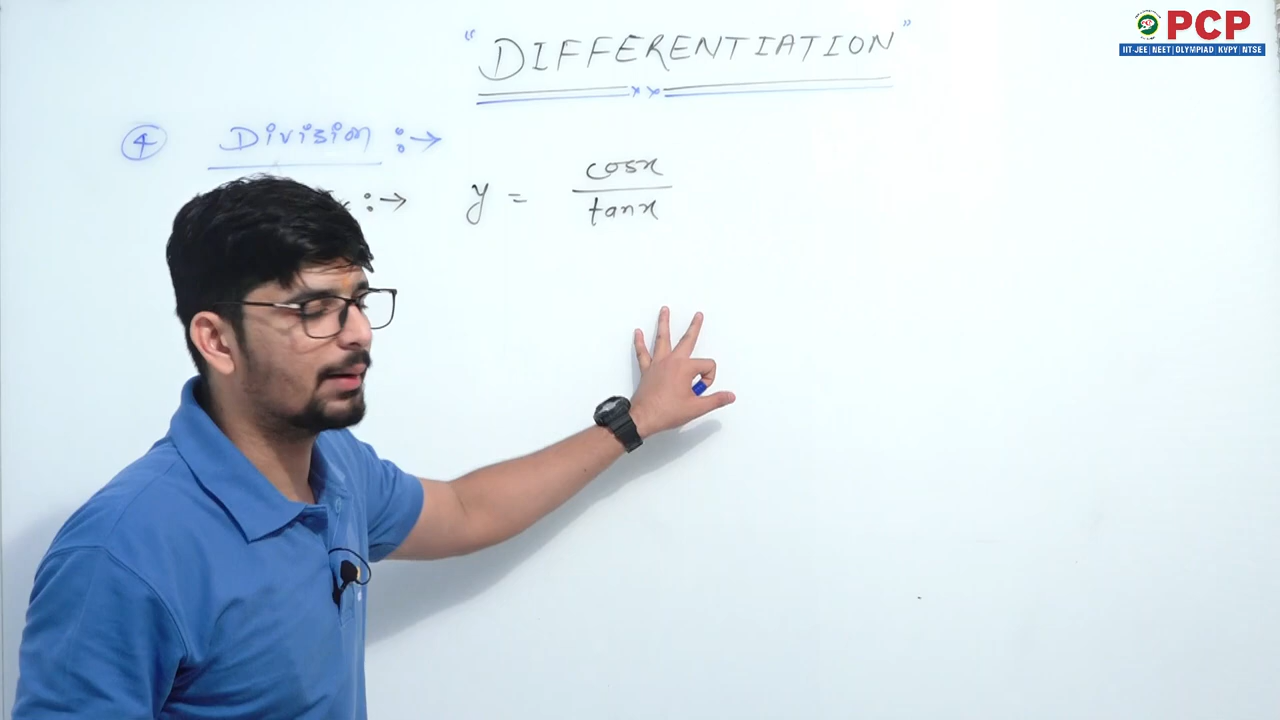 PCP
IIT-JEE | NEET | OLYMPIAD KVPY | NTSE
"DIFFERENTIATION"
④ Division :→
:→ y = cosx / tanx